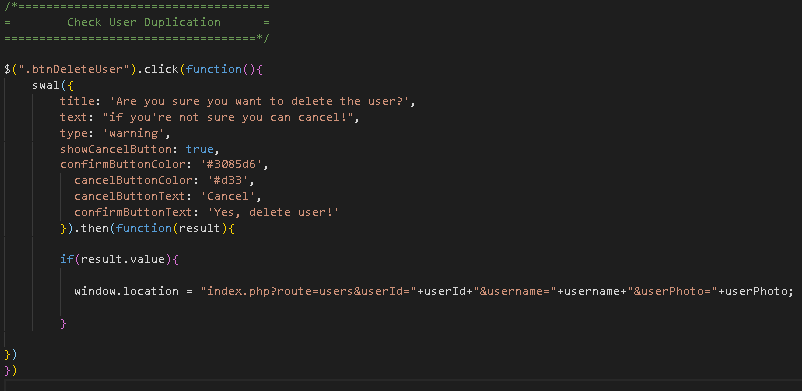 /*====================================
=        Check User Duplication      =
====================================*/
$(".btnDeleteUser").click(function(){
swal({
title: 'Are you sure you want to delete the user?',
text: "if you're not sure you can cancel!",
type: 'warning',
showCancelButton: true,
confirmButtonColor: '#3085d6',
cancelButtonColor: '#d33',
cancelButtonText: 'Cancel',
confirmButtonText: 'Yes, delete user!'
}).then(function(result){
if(result.value){
window.location = "index.php?route=users&userId="+userId+"&username="+username+"&userPhoto="+userPhoto;
}
})
})